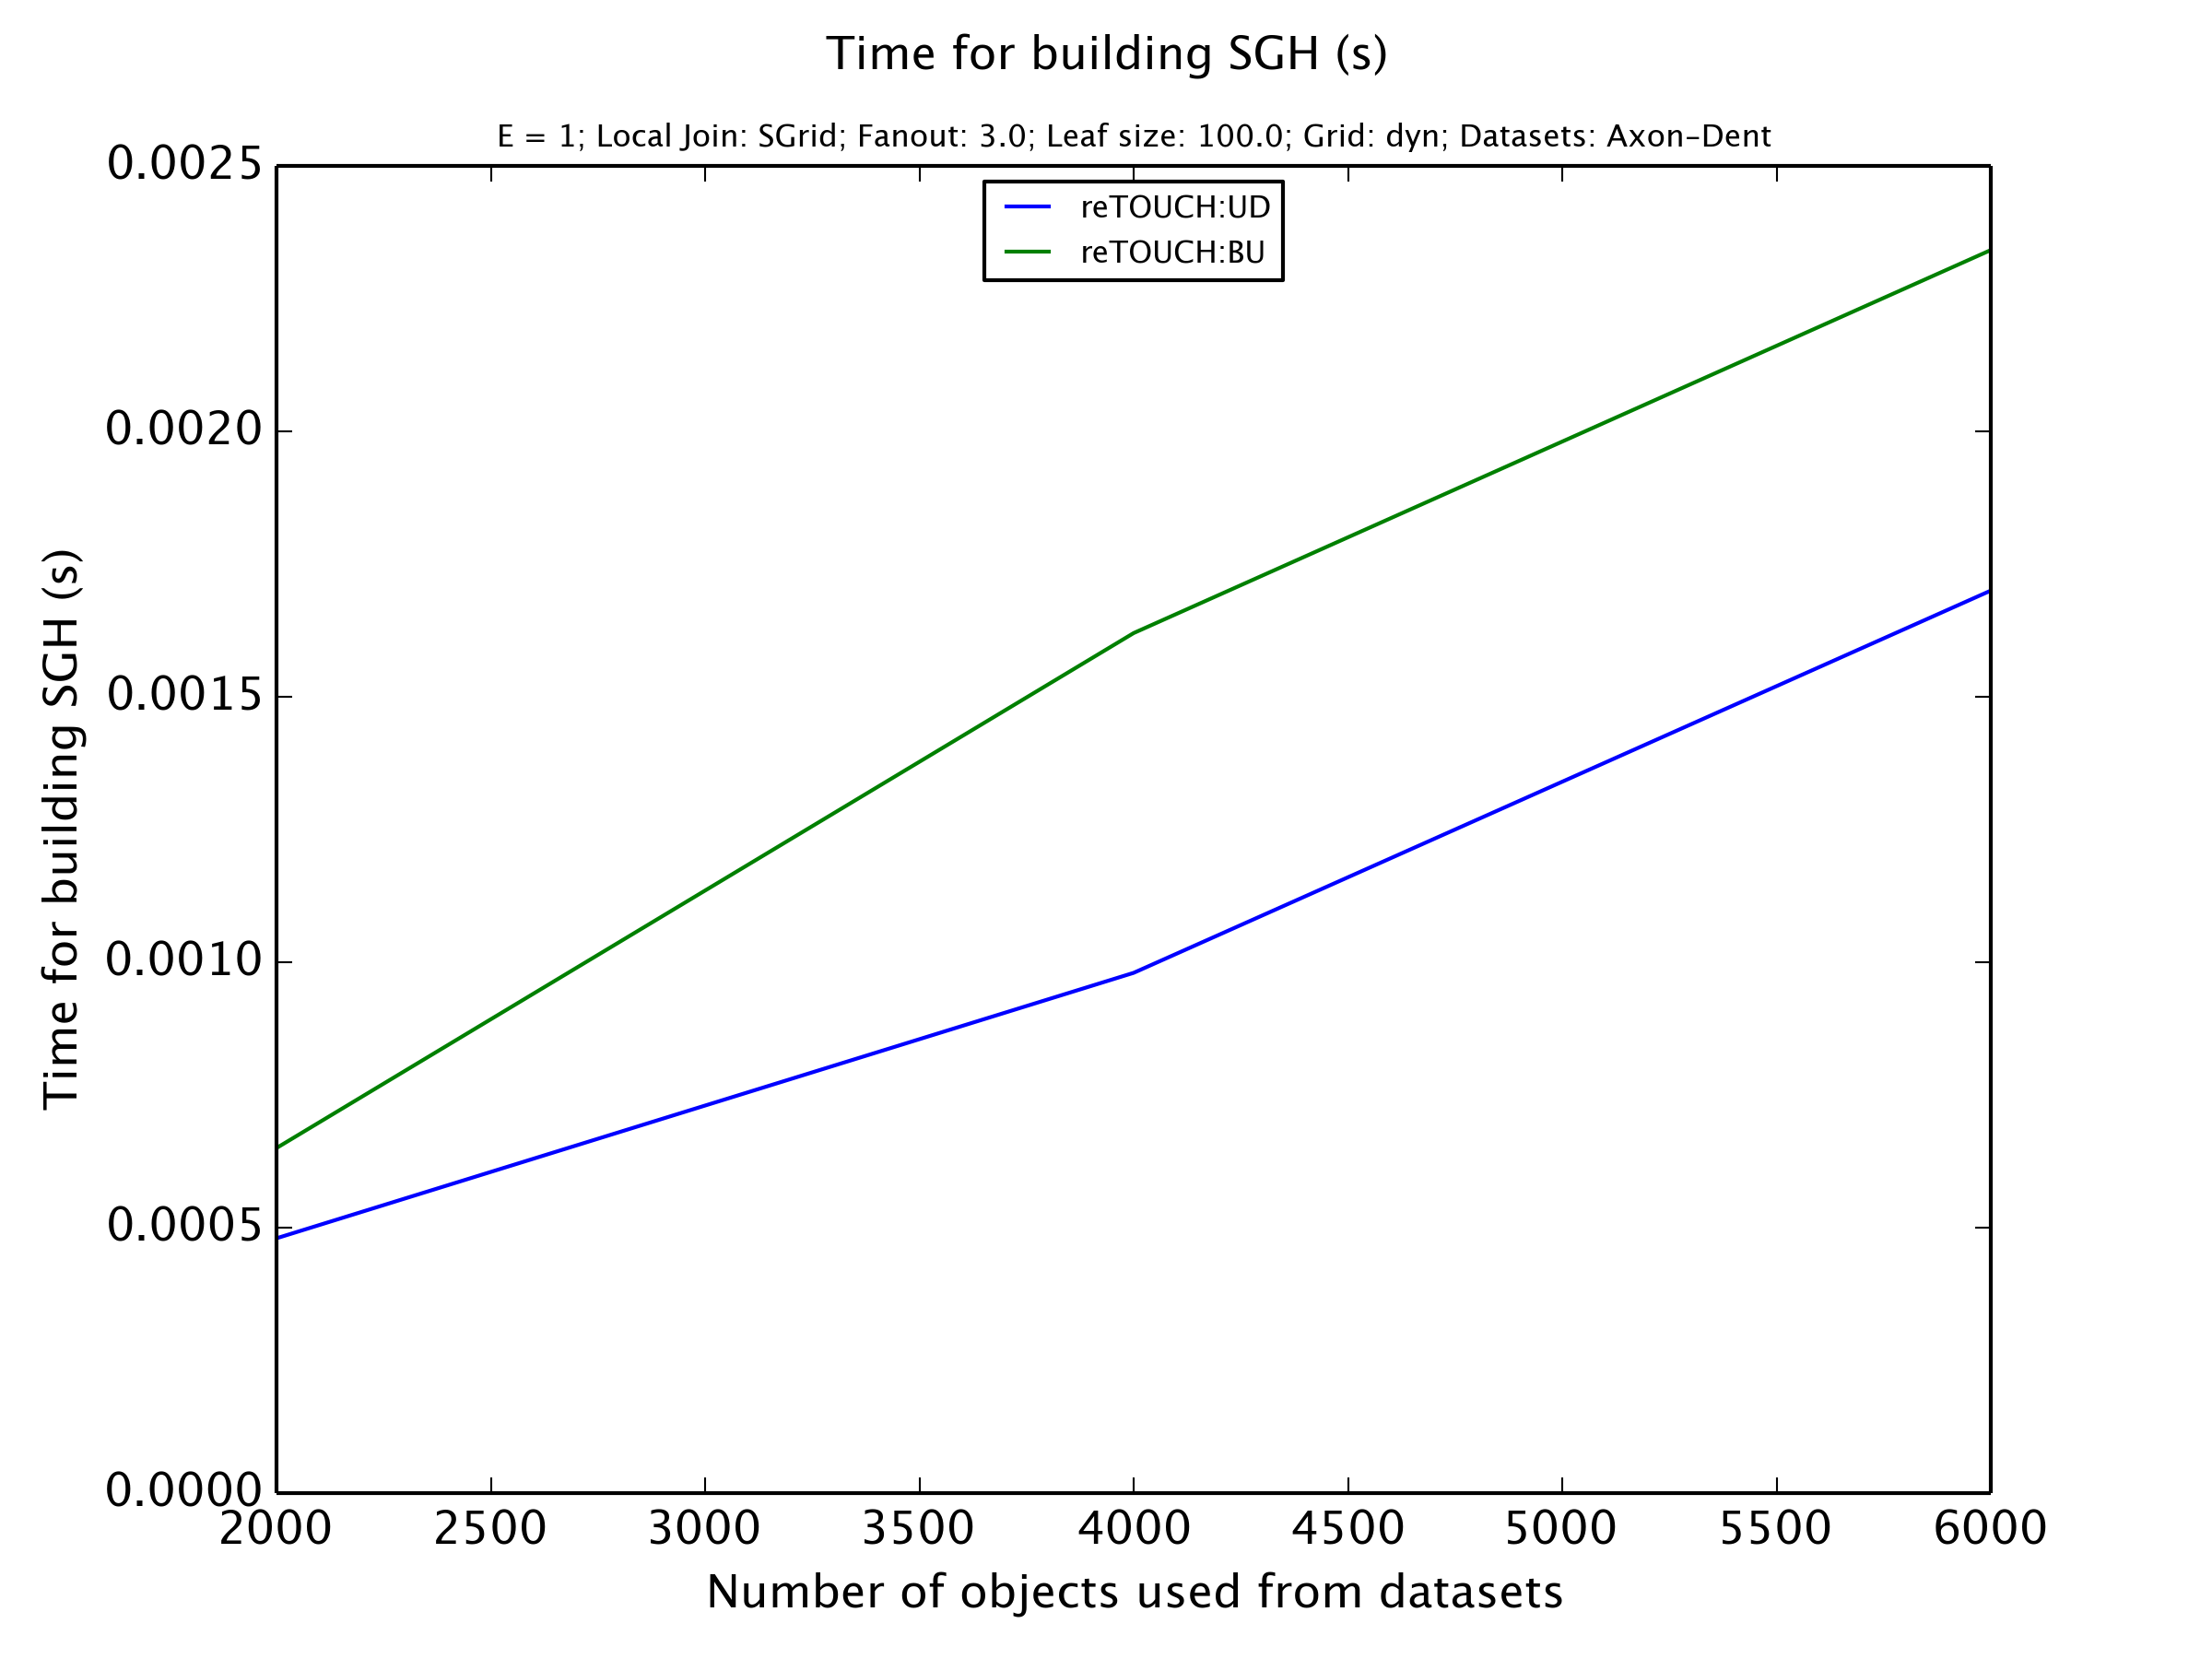 Time for building SGH (s)
E = 1; Local Join: SGrid; Fanout: 3.0; Leaf size: 100.0; Grid: dyn; Datasets: Axon-Dent
reTOUCH:UD
reTOUCH:BU
Time for building SGH (s)
0.0025
0.0020
0.0015
0.0010
0.0005
0.0000
2000 2500 3000 3500 4000 4500 5000 5500 6000
Number of objects used from datasets